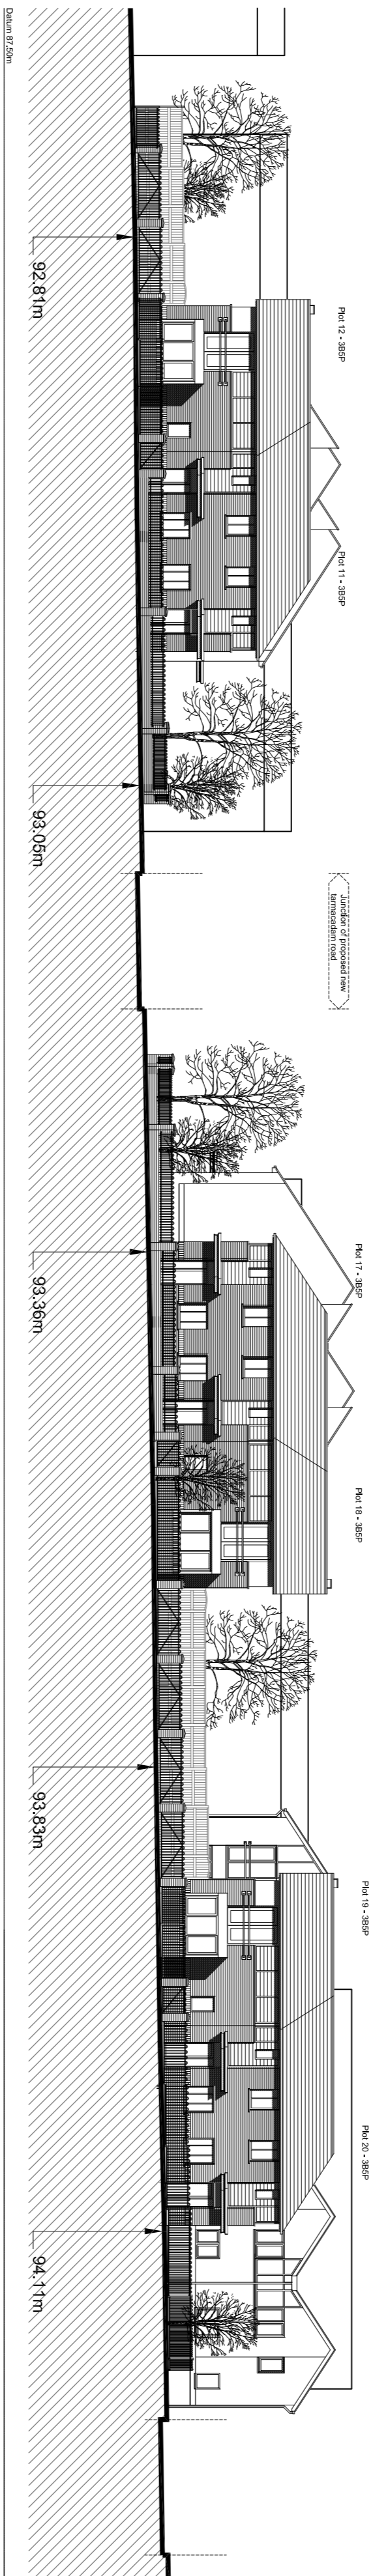 Plot 12 - 3B5P
Plot 11 - 3B5P
Junction of proposed new
tarmacadam road
Plot 17 - 3B5P
Plot 18 - 3B5P
Plot 19 - 3B5P
Plot 20 - 3B5P
92.81m
93.05m
93.36m
93.83m
94.11m
Datum 87.50m